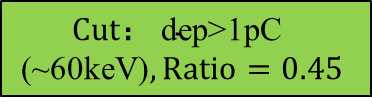 Cut： dep>1pC
(~60keV), Ratio = 0.45